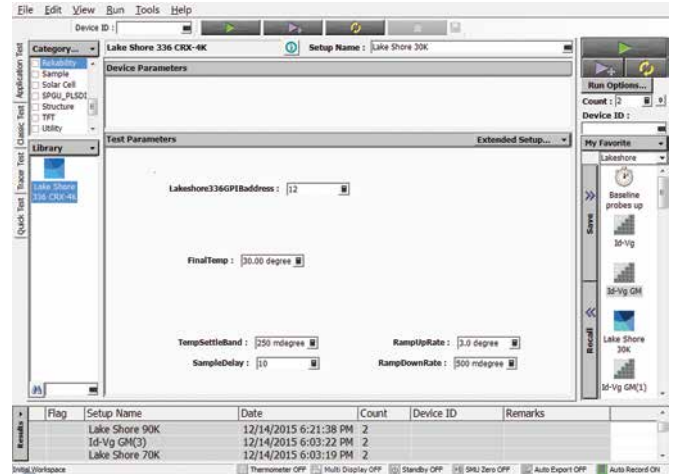 File Edit View Run Tools Help
Device ID :
Application Test
Classic Test
Tracer Test
Quick Test
Category...
Reliability
Sample
Solar Cell
SPGU_PLSDI
Structure
TFT
Utility
Library
Lake Shore
336 CRX-4K
Lake Shore 336 CRX-4K
Setup Name : Lake Shore 30K
Device Parameters
Test Parameters
Extended Setup...
Lakeshore336GPIBaddress : 12
FinalTemp : 30.00 degree
TempSettleBand : 250 mdegree
RampUpRate : 3.0 degree
SampleDelay : 10
RampDownRate : 500 mdegree
Run Options...
Count : 2
Device ID :
My Favorite
Lakeshore
Save
Recall
Baseline
probes up
Id-Vg
Id-Vg GM
Lake Shore
30K
Id-Vg GM(1)
Results
Flag Setup Name Date Count Device ID Remarks
Lake Shore 90K 12/14/2015 6:21:38 PM 2
Id-Vg GM(3) 12/14/2015 6:03:22 PM 2
Lake Shore 70K 12/14/2015 6:03:19 PM 2
Initial Workspace
Thermometer OFF Multi Display OFF Standby OFF SMU Zero OFF Auto Export OFF Auto Record ON